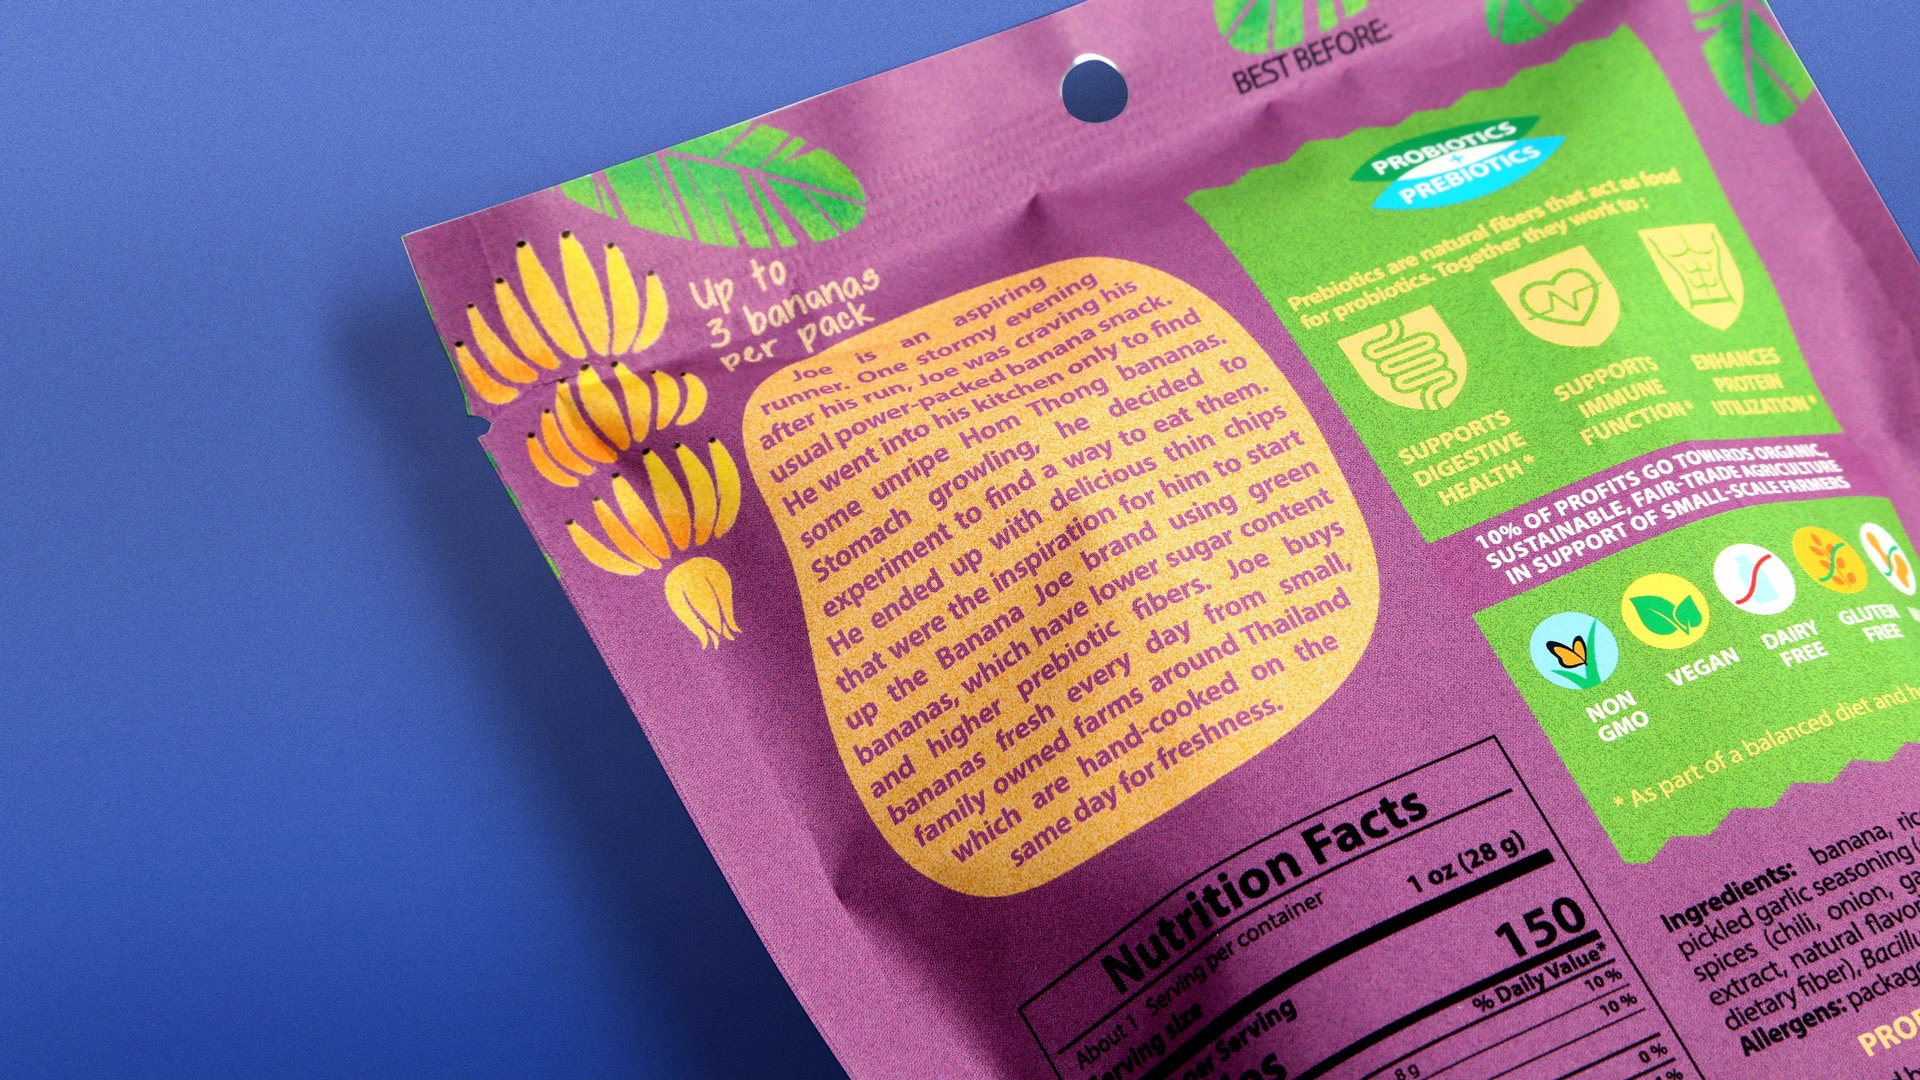 BEST BEFORE:
Up to
3 bananas
per pack
Joe is an aspiring
runner. One stormy evening
after his run, Joe was craving his
usual power-packed banana snack.
He went into his kitchen only to find
some unripe Hom Thong bananas.
Stomach growling, he decided to
experiment to find a way to eat them.
He ended up with delicious thin chips
that were the inspiration for him to start
up the Banana Joe brand using green
bananas, which have lower sugar content
and higher prebiotic fibers. Joe buys
bananas fresh every day from small,
family owned farms around Thailand
which are hand-cooked on the
same day for freshness.
PROBIOTICS
+
PREBIOTICS
Prebiotics are natural fibers that act as food
for probiotics. Together they work to :
SUPPORTS
DIGESTIVE
HEALTH*
SUPPORTS
IMMUNE
FUNCTION*
ENHANCES
PROTEIN
UTILIZATION*
10% OF PROFITS GO TOWARDS ORGANIC,
SUSTAINABLE, FAIR-TRADE AGRICULTURE
IN SUPPORT OF SMALL-SCALE FARMERS
NON
GMO
VEGAN
DAIRY
FREE
GLUTEN
FREE
* As part of a balanced diet and
Nutrition Facts
About 1 Serving per container
Serving size 1 oz (28 g)
per Serving
150
% Daily Value*
10%
10%
8g 0%
Ingredients: banana,
pickled garlic seasoning
spices (chili, onion,
extract, natural
dietary fiber),
Allergens: